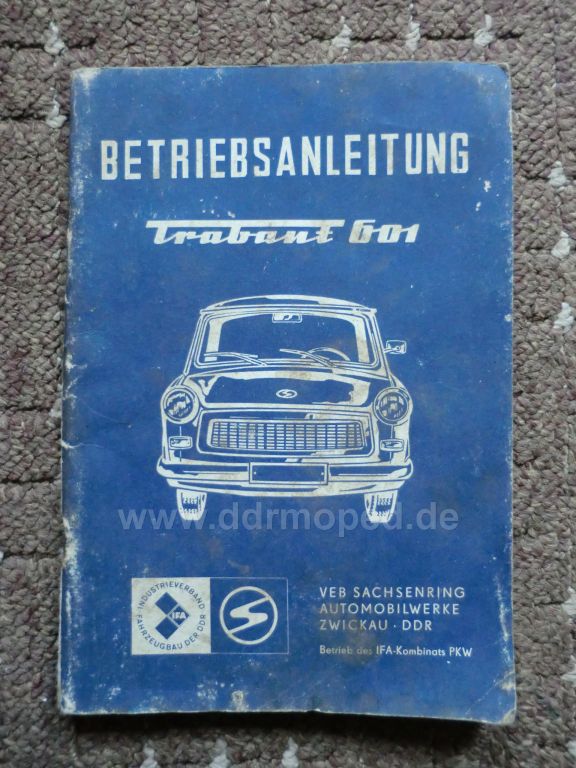 BETRIEBSANLEITUNG
Trabant 601
www.ddrmoped.de
INDUSTRIEVERBAND
FAHRZEUGBAU DER DDR
IFA
VEB SACHSENRING
AUTOMOBILWERKE
ZWICKAU · DDR
Betrieb des IFA-Kombinats PKW